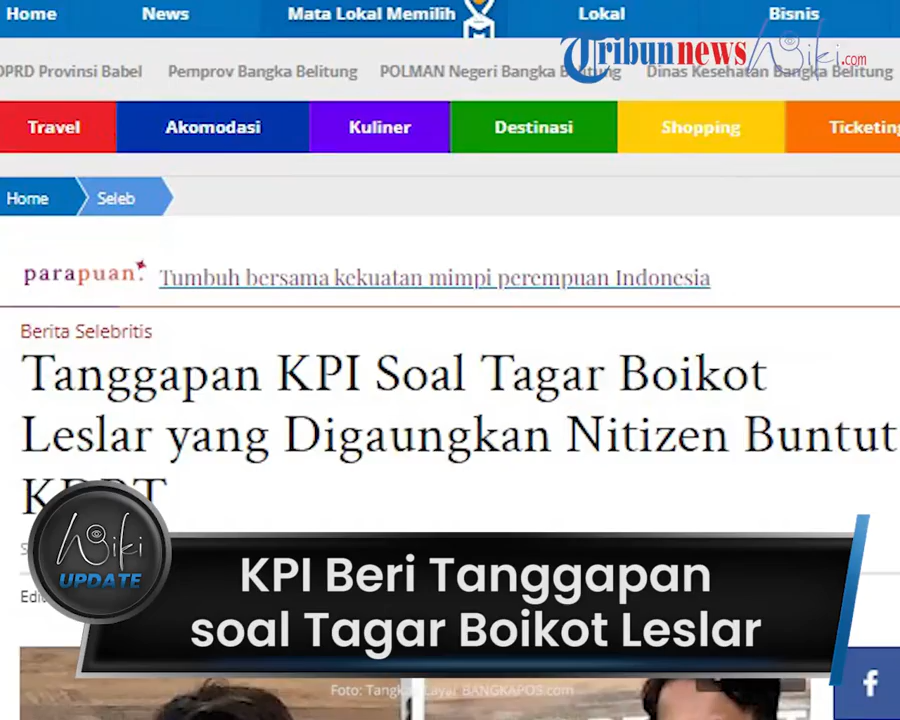 Home News Mata Lokal Memilih Lokal Bisnis
Tribunnews Wiki.com
DPRD Provinsi Babel Pemprov Bangka Belitung POLMAN Negeri Bangka Belitung Dinas Kesehatan Bangka Belitung
Travel Akomodasi Kuliner Destinasi Shopping Ticketing
Home Seleb
parapuan. Tumbuh bersama kekuatan mimpi perempuan Indonesia
Berita Selebritis
Tanggapan KPI Soal Tagar Boikot
Leslar yang Digaungkan Nitizen Buntut
KDRT
Wiki
UPDATE
KPI Beri Tanggapan
soal Tagar Boikot Leslar
Foto: Tangkap Layar BANGKAPOS.com
f